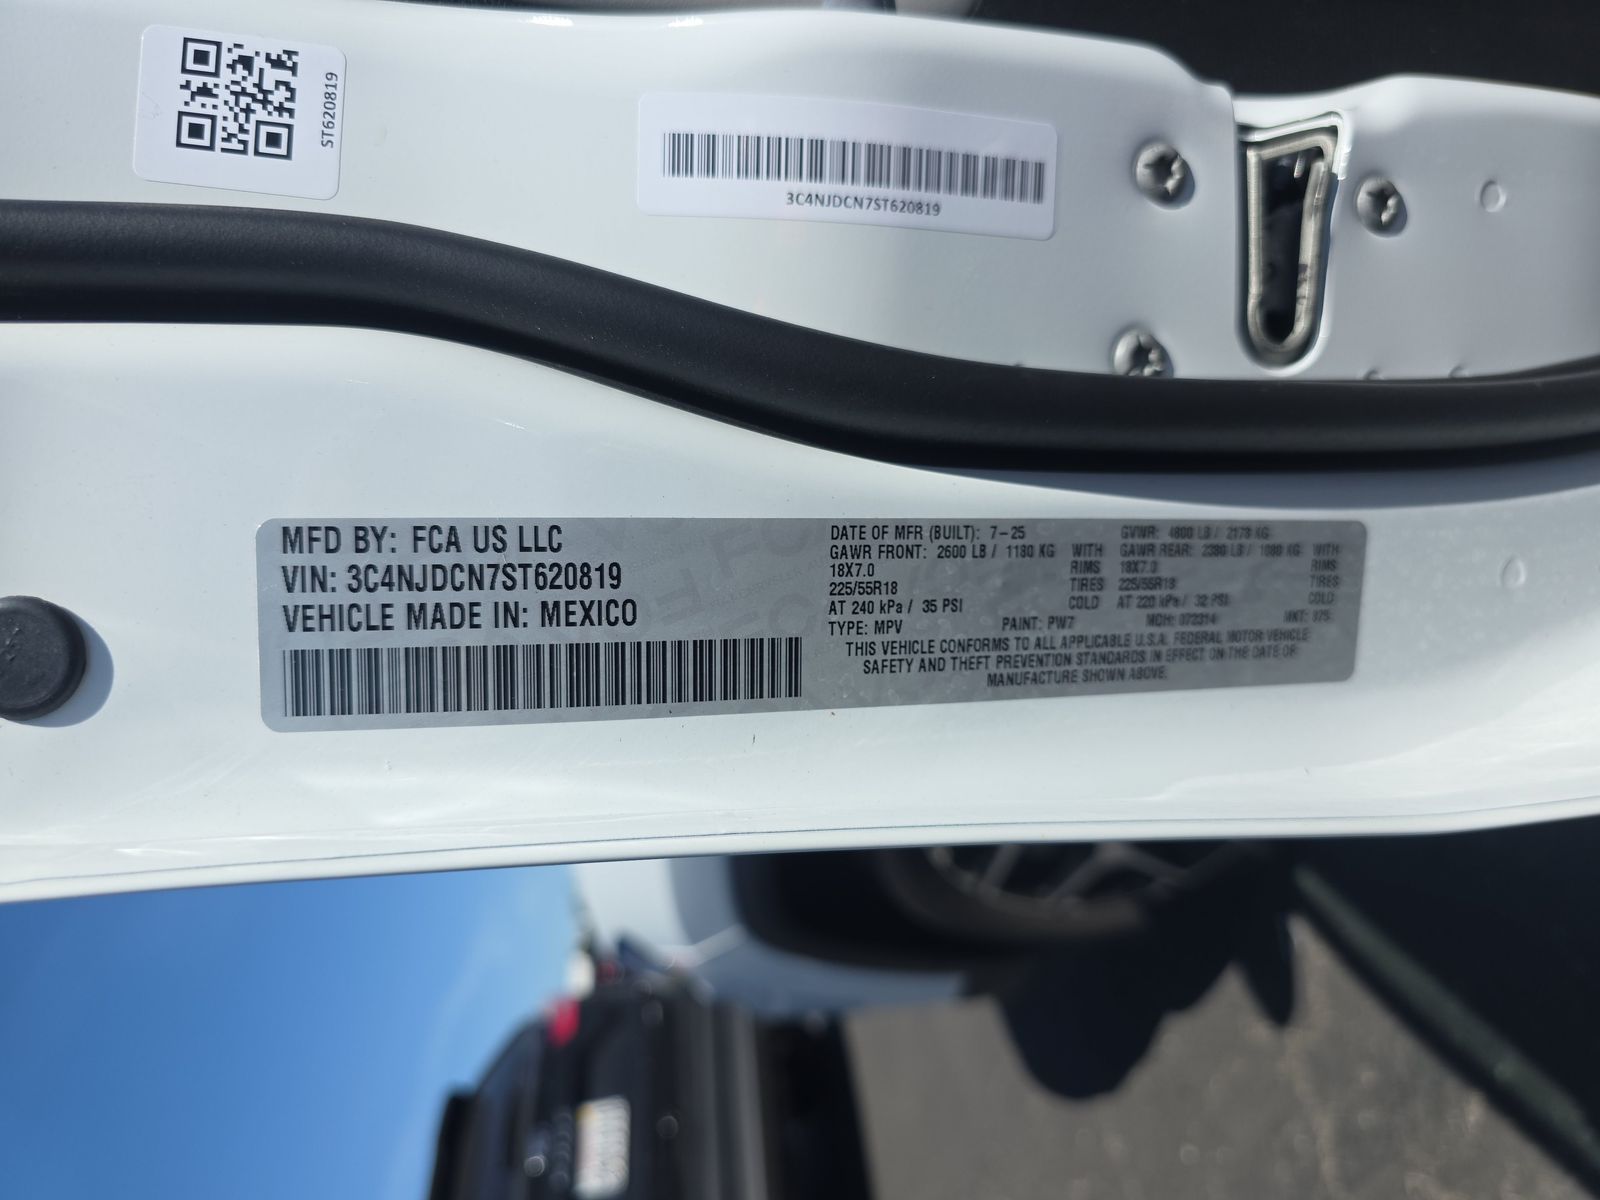 ST620819
3C4NJDCN7ST620819
MFD BY: FCA US LLC
VIN: 3C4NJDCN7ST620819
VEHICLE MADE IN: MEXICO
DATE OF MFR (BUILT): 7-25 GVWR: 4800 LB / 2178 KG
GAWR FRONT: 2600 LB / 1180 KG WITH GAWR REAR: 2380 LB / 1080 KG WITH
18X7.0 RIMS 18X7.0 RIMS
225/55R18 TIRES 225/55R18 TIRES
AT 240 kPa / 35 PSI COLD AT 220 kPa / 32 PSI COLD
TYPE: MPV PAINT: PW7 MDH: 072314
THIS VEHICLE CONFORMS TO ALL APPLICABLE U.S.A. FEDERAL MOTOR VEHICLE
SAFETY AND THEFT PREVENTION STANDARDS IN EFFECT ON THE DATE OF
MANUFACTURE SHOWN ABOVE.